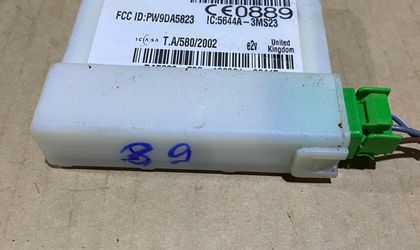 CE0889
FCC ID:PW9DA5823 IC:5644A-3MS23
ICASA T.A/580/2002 e2v United
Kingdom
89